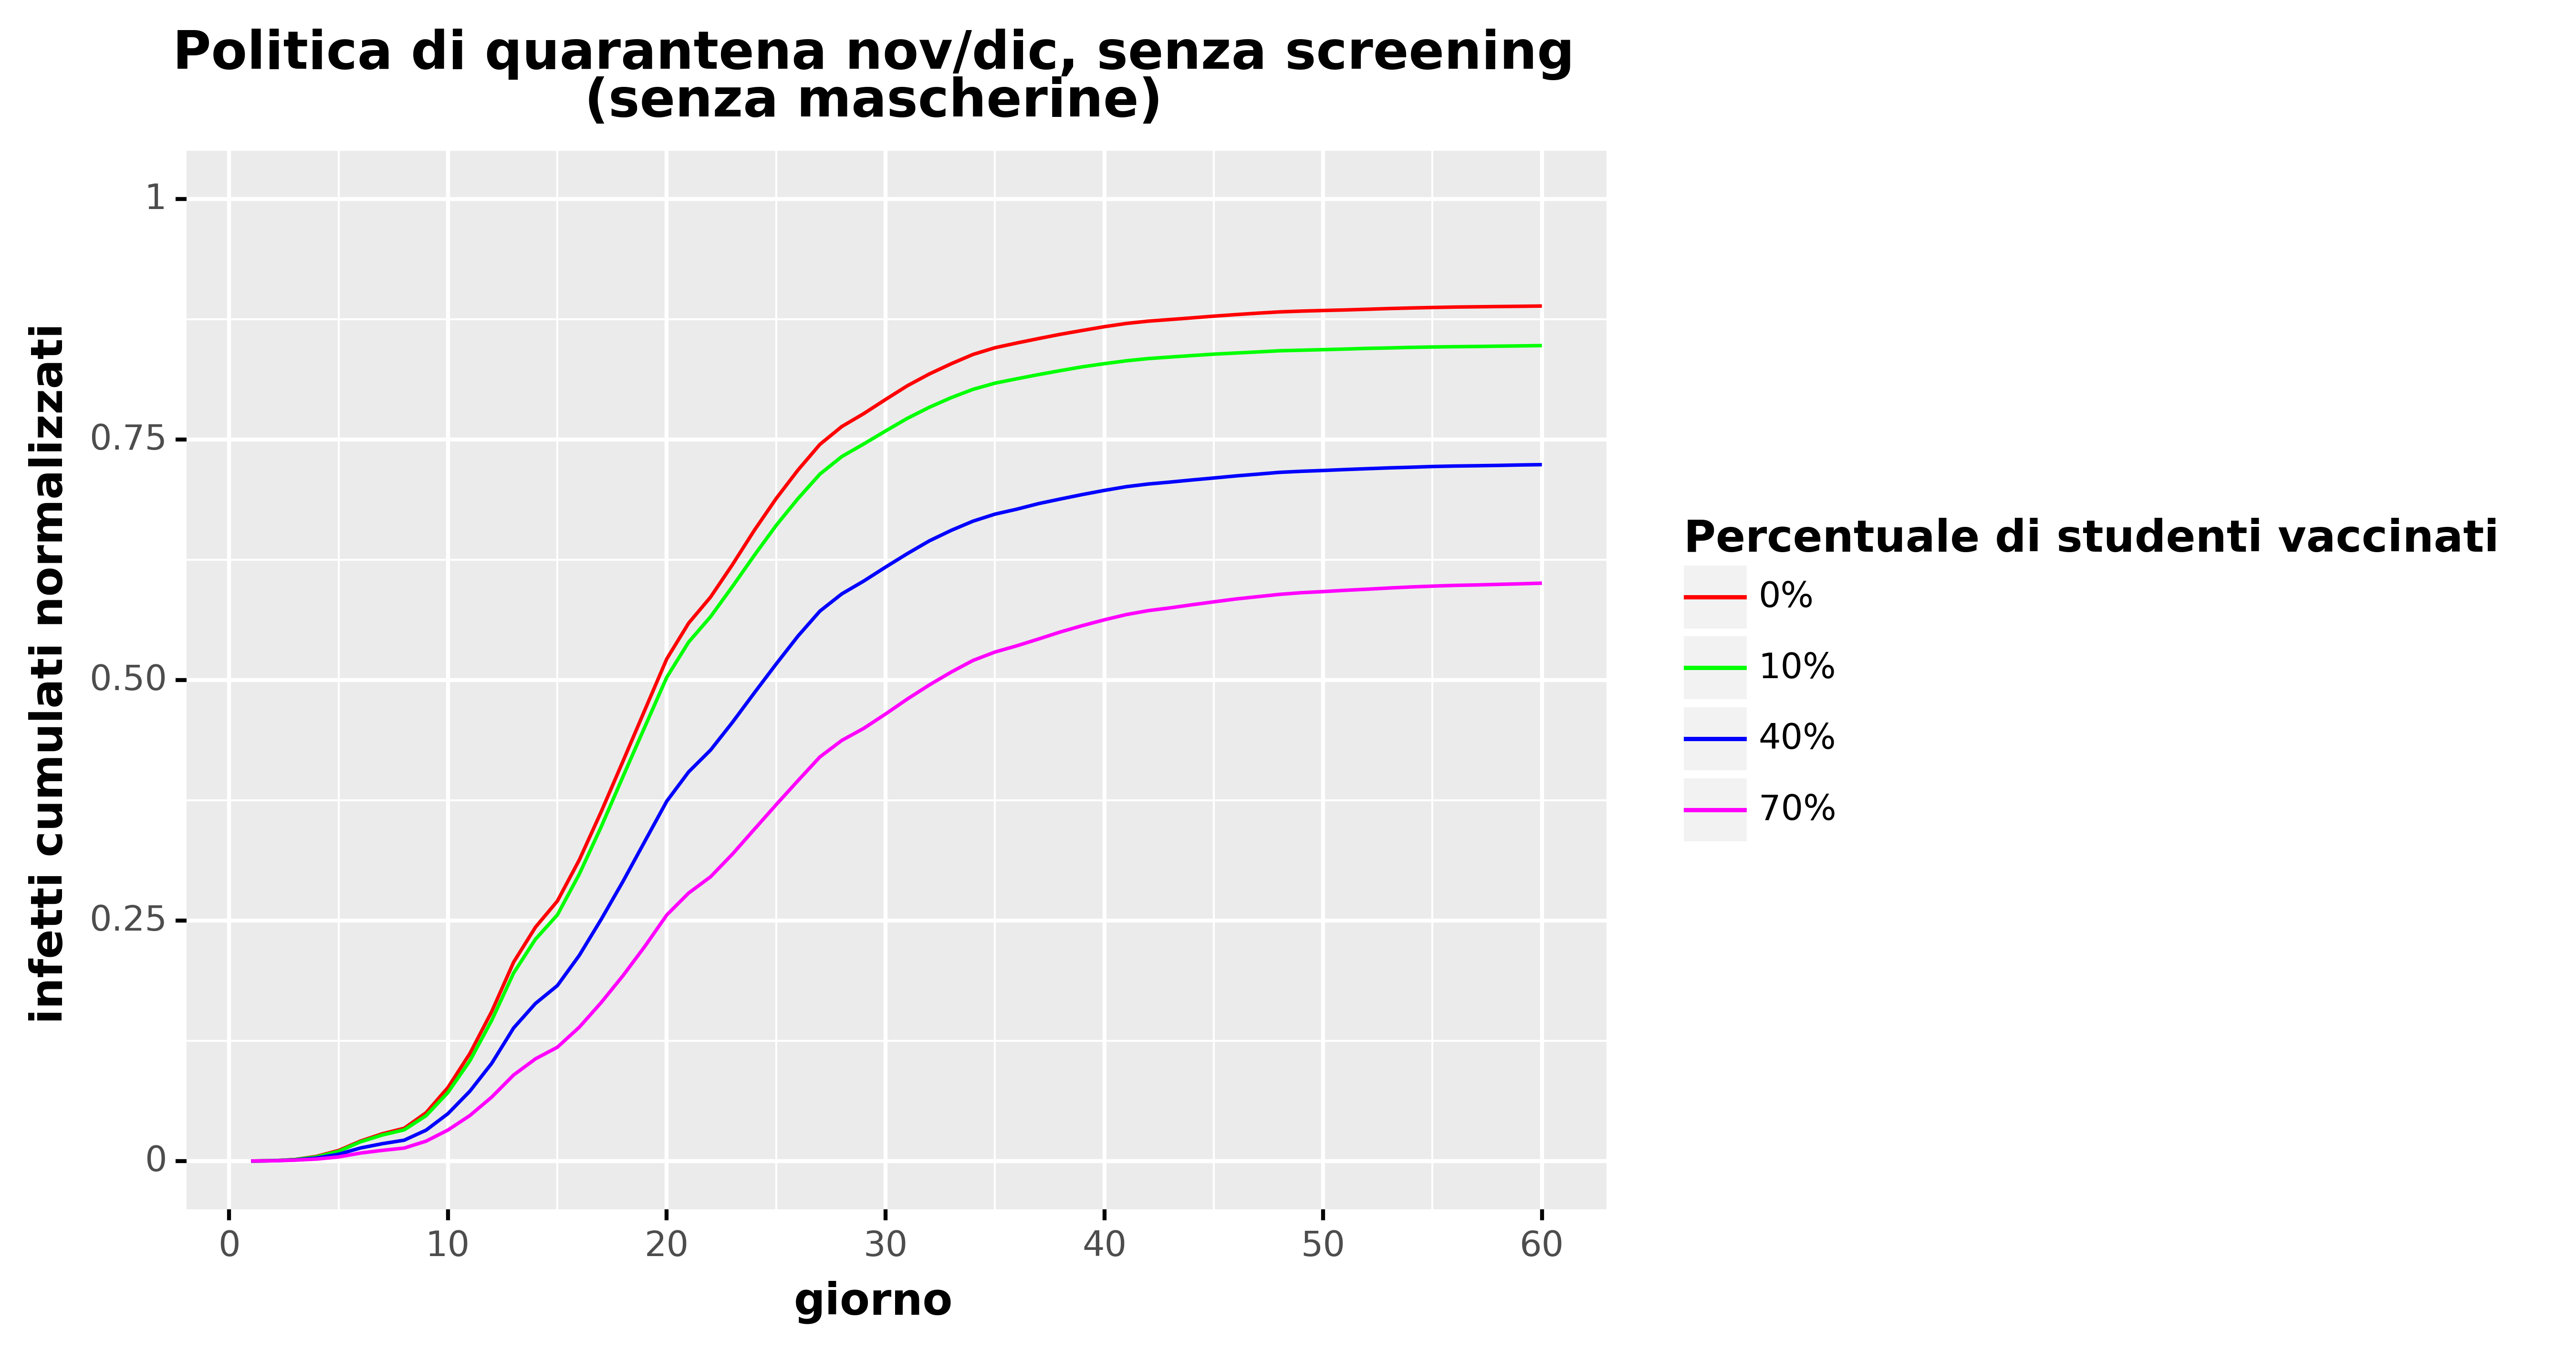 Politica di quarantena nov/dic, senza screening
(senza mascherine)
infetti cumulati normalizzati
1
0.75
0.50
0.25
0
0 10 20 30 40 50 60
giorno
Percentuale di studenti vaccinati
0%
10%
40%
70%